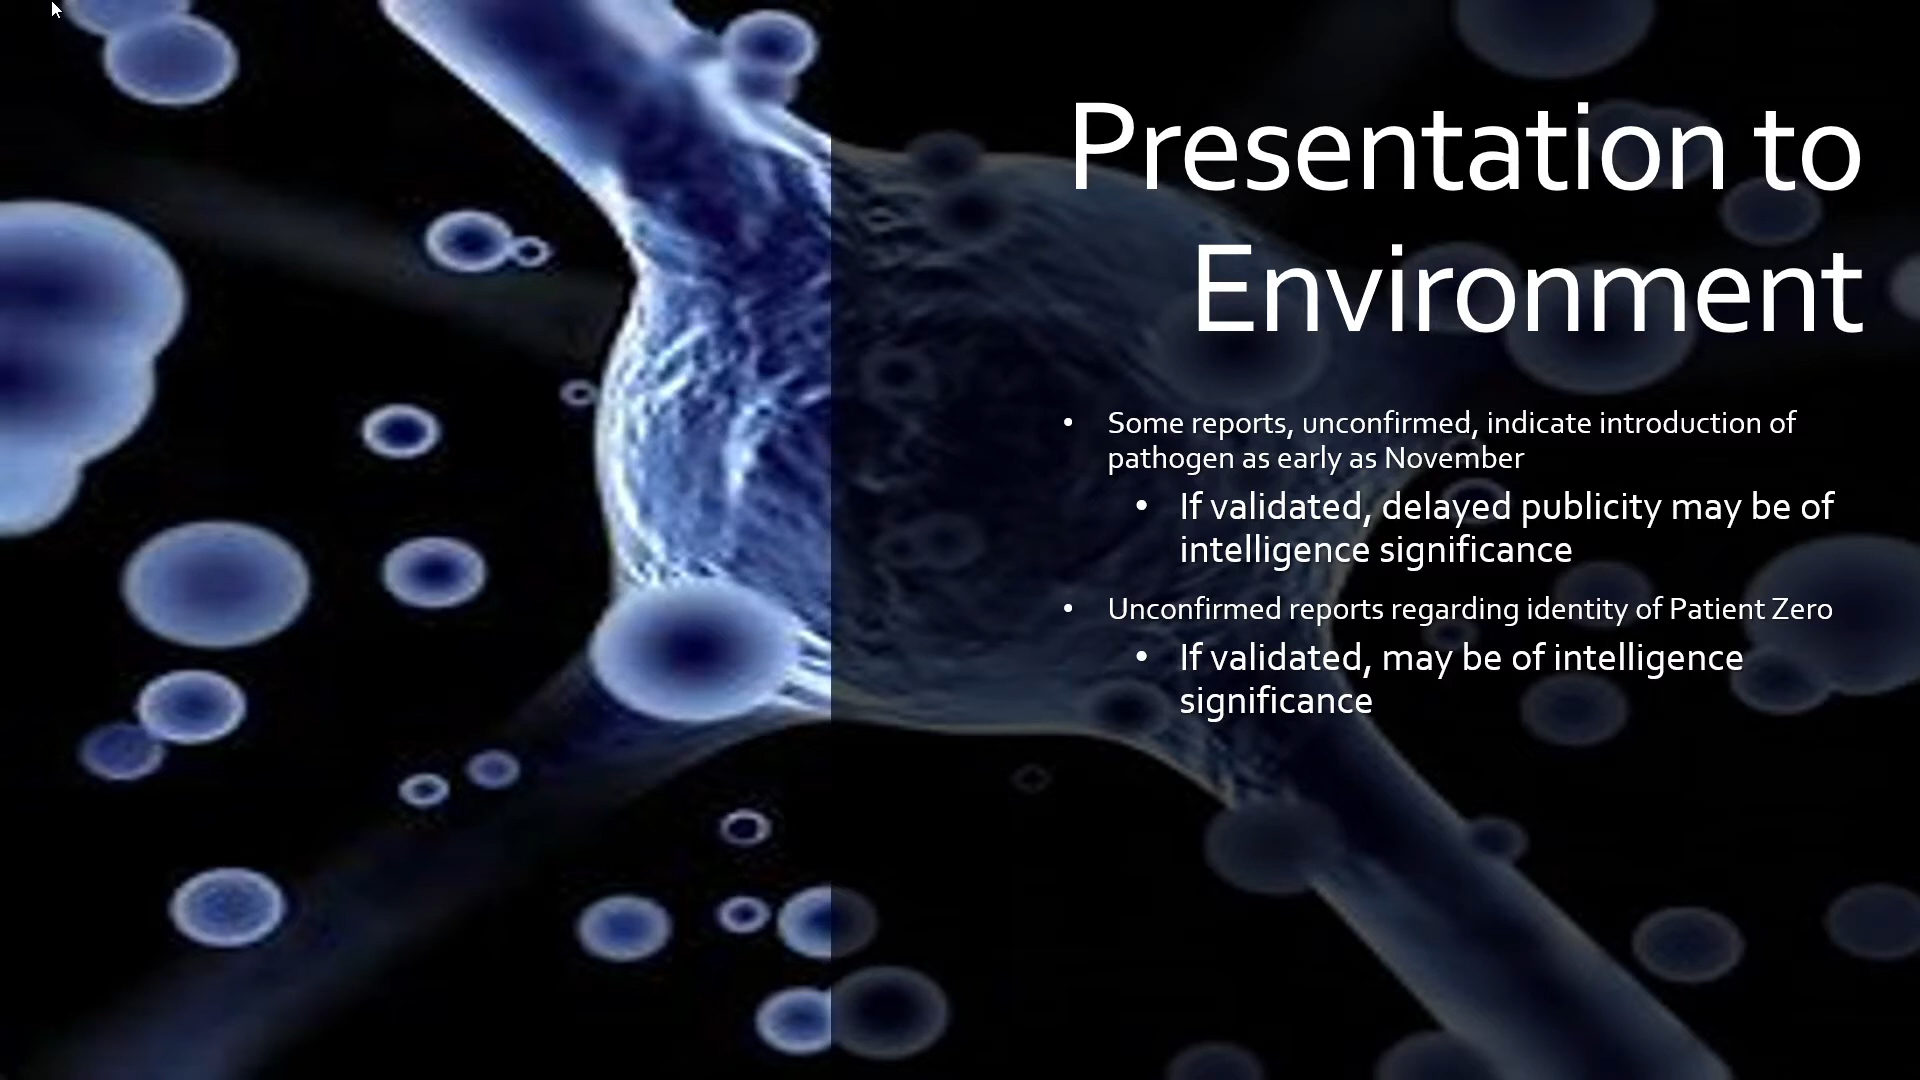 Presentation to
Environment
• Some reports, unconfirmed, indicate introduction of
pathogen as early as November
• If validated, delayed publicity may be of
intelligence significance
• Unconfirmed reports regarding identity of Patient Zero
• If validated, may be of intelligence
significance